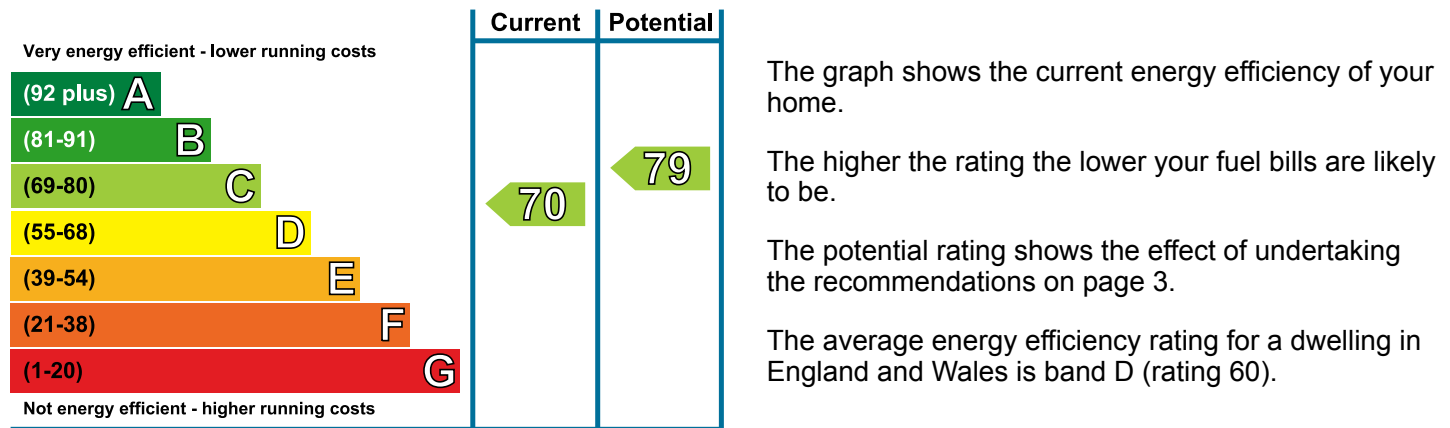 Current Potential
Very energy efficient - lower running costs
(92 plus) A
(81-91) B
(69-80) C
(55-68) D
(39-54) E
(21-38) F
(1-20) G
Not energy efficient - higher running costs
70
79
The graph shows the current energy efficiency of your
home.
The higher the rating the lower your fuel bills are likely
to be.
The potential rating shows the effect of undertaking
the recommendations on page 3.
The average energy efficiency rating for a dwelling in
England and Wales is band D (rating 60).